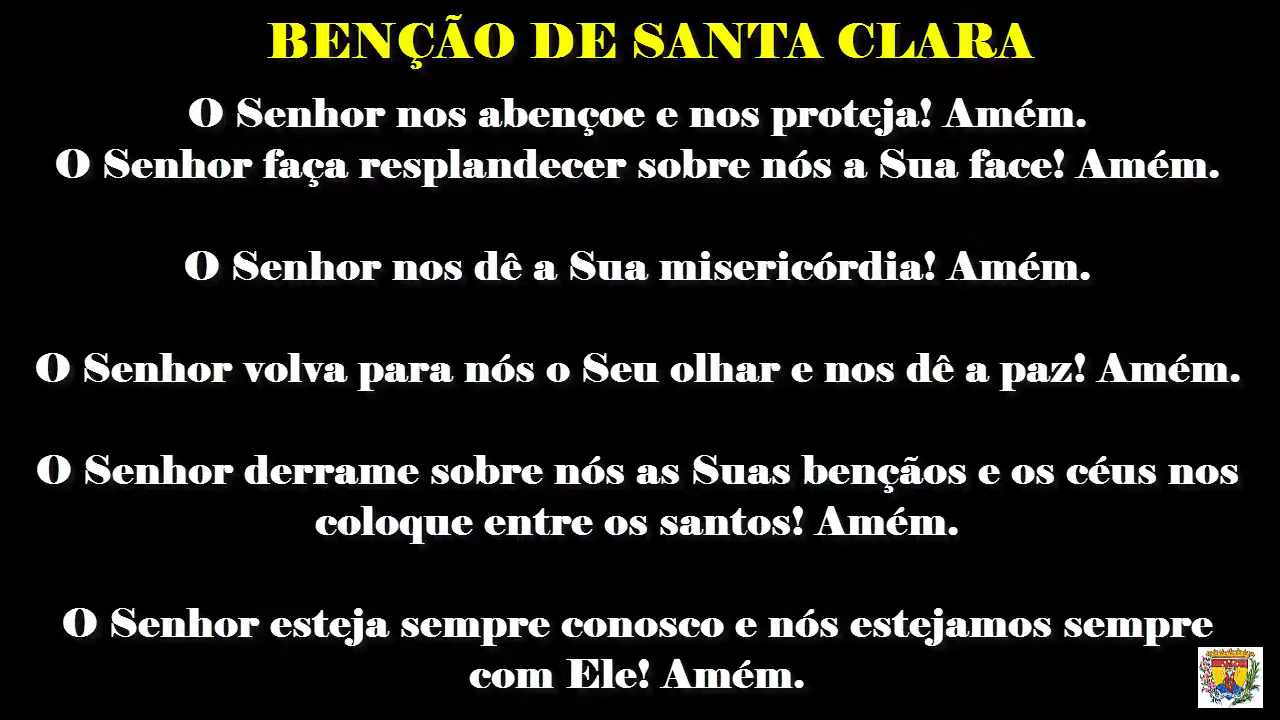 BENÇÃO DE SANTA CLARA
O Senhor nos abençoe e nos proteja! Amém.
O Senhor faça resplandecer sobre nós a Sua face! Amém.
O Senhor nos dê a Sua misericórdia! Amém.
O Senhor volva para nós o Seu olhar e nos dê a paz! Amém.
O Senhor derrame sobre nós as Suas bençãos e os céus nos
coloque entre os santos! Amém.
O Senhor esteja sempre conosco e nós estejamos sempre
com Ele! Amém.